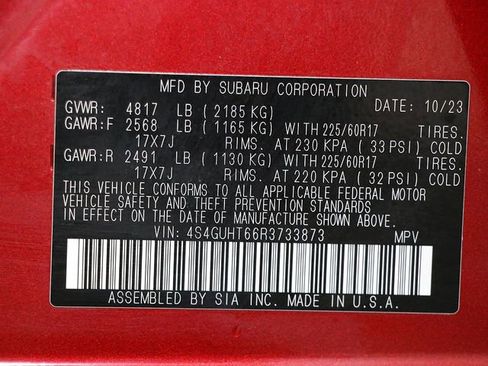 MFD BY SUBARU CORPORATION
GVWR: 4817 LB ( 2185 KG) DATE: 10/23
GAWR:F 2568 LB ( 1165 KG) WITH 225/60R17 TIRES.
17X7J RIMS. AT 230 KPA ( 33 PSI) COLD
GAWR:R 2491 LB ( 1130 KG) WITH 225/60R17 TIRES.
17X7J RIMS. AT 220 KPA ( 32 PSI) COLD
THIS VEHICLE CONFORMS TO ALL APPLICABLE FEDERAL MOTOR
VEHICLE SAFETY AND THEFT PREVENTION STANDARDS
IN EFFECT ON THE DATE OF MANUFACTURE SHOWN ABOVE.
VIN: 4S4GUHT66R3733873 MPV
ASSEMBLED BY SIA INC. MADE IN U.S.A.